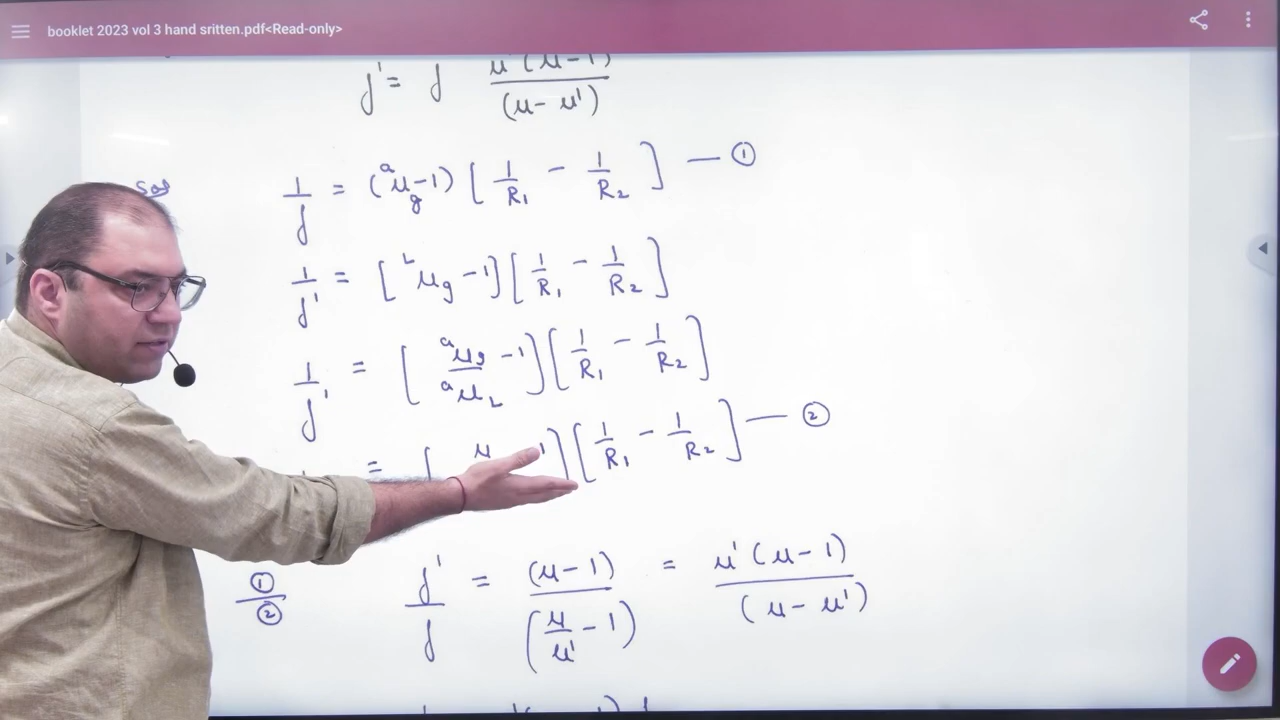 booklet 2023 vol 3 hand sritten.pdf<Read-only>
f' = f μ'(μ-1) / (μ-μ')
Sol 1/f = (ᵃμg-1) [1/R₁ - 1/R₂] — ①
1/f' = [ᴸμg-1] [1/R₁ - 1/R₂]
1/f' = [ᵃμg/ᵃμL -1] [1/R₁ - 1/R₂]
= [μ 1] [1/R₁ - 1/R₂] — ②
①/② f'/f = (μ-1) / (μ/μ' - 1) = μ'(μ-1) / (μ-μ')